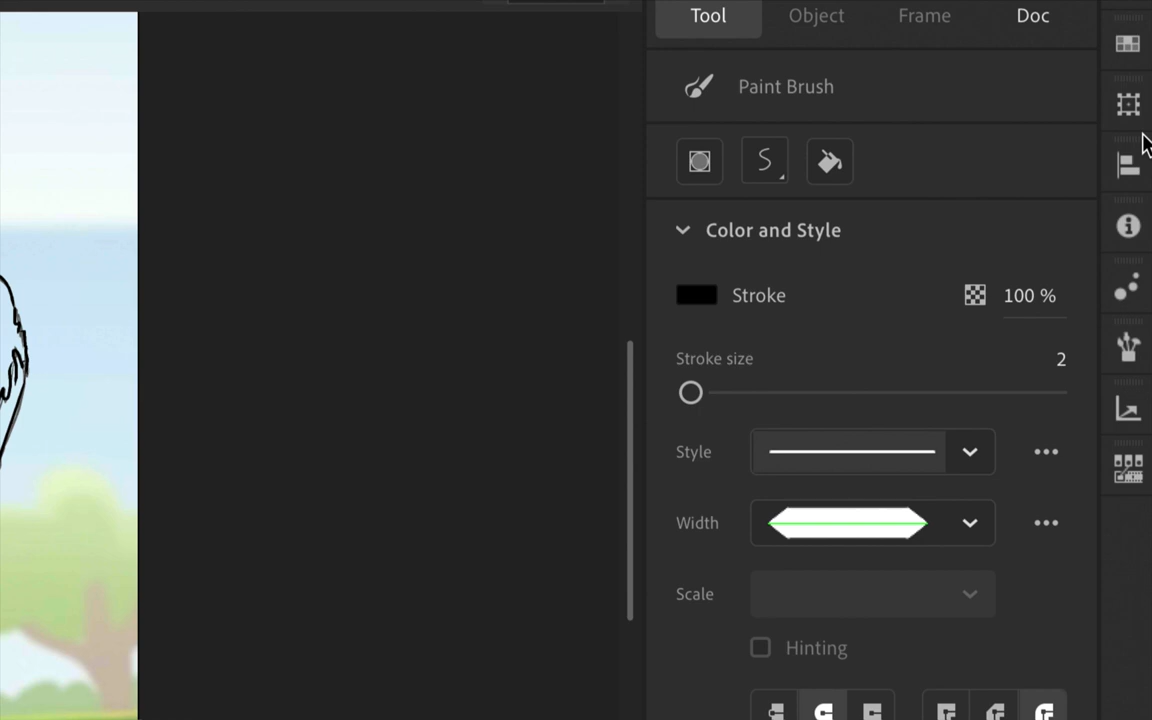 Tool Object Frame Doc
Paint Brush
Color and Style
Stroke 100 %
Stroke size 2
Style
Width
Scale
Hinting